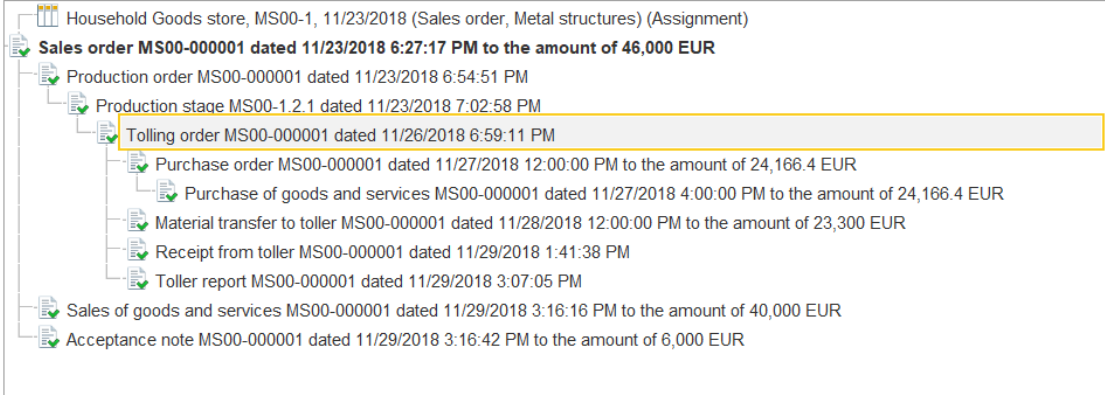 Household Goods store, MS00-1, 11/23/2018 (Sales order, Metal structures) (Assignment)
Sales order MS00-000001 dated 11/23/2018 6:27:17 PM to the amount of 46,000 EUR
Production order MS00-000001 dated 11/23/2018 6:54:51 PM
Production stage MS00-1.2.1 dated 11/23/2018 7:02:58 PM
Tolling order MS00-000001 dated 11/26/2018 6:59:11 PM
Purchase order MS00-000001 dated 11/27/2018 12:00:00 PM to the amount of 24,166.4 EUR
Purchase of goods and services MS00-000001 dated 11/27/2018 4:00:00 PM to the amount of 24,166.4 EUR
Material transfer to toller MS00-000001 dated 11/28/2018 12:00:00 PM to the amount of 23,300 EUR
Receipt from toller MS00-000001 dated 11/29/2018 1:41:38 PM
Toller report MS00-000001 dated 11/29/2018 3:07:05 PM
Sales of goods and services MS00-000001 dated 11/29/2018 3:16:16 PM to the amount of 40,000 EUR
Acceptance note MS00-000001 dated 11/29/2018 3:16:42 PM to the amount of 6,000 EUR